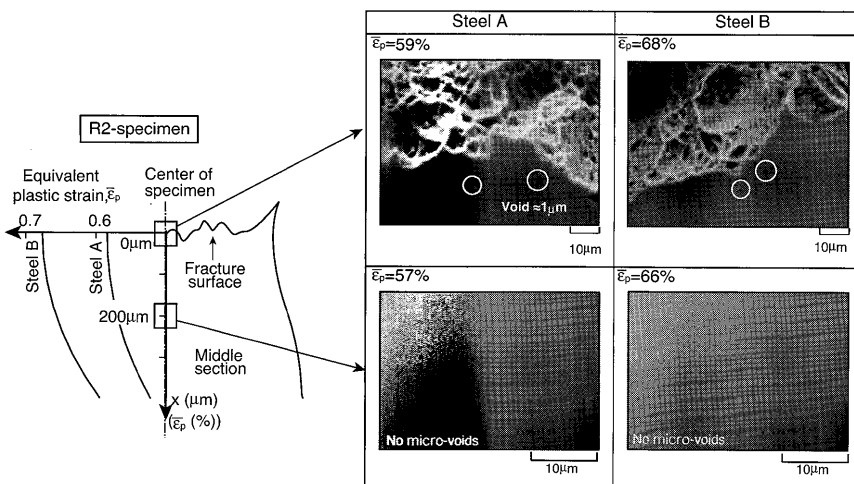 R2-specimen
Equivalent
plastic strain,ε̄p
Center of
specimen
0.7
0.6
0μm
Steel B
Steel A
Fracture
surface
200μm
Middle
section
x (μm)
(ε̄p (%))
Steel A
Steel B
ε̄p=59%
ε̄p=68%
Void ≈1μm
10μm
10μm
ε̄p=57%
ε̄p=66%
No micro-voids
No micro-voids
10μm
10μm